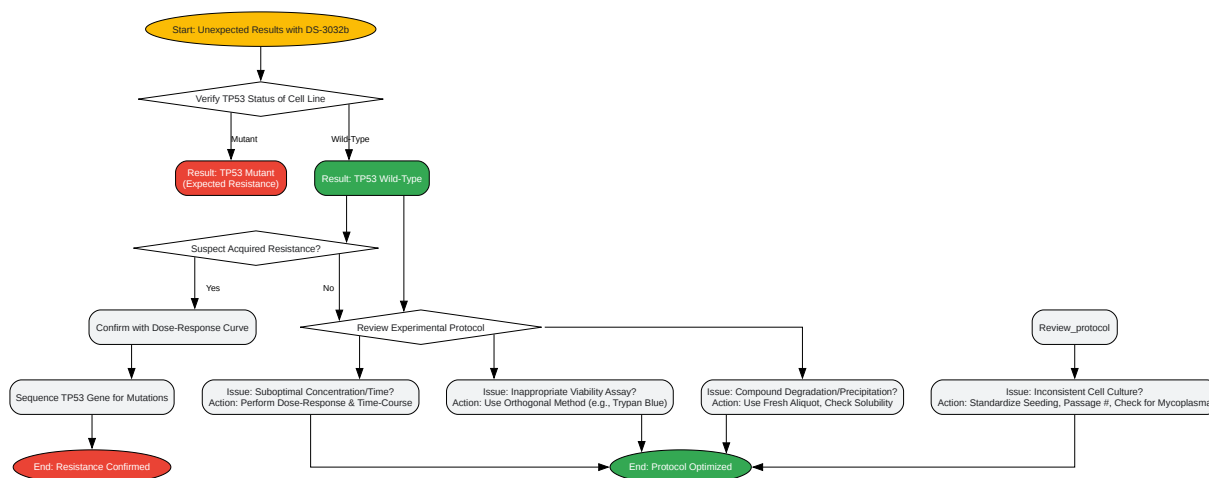 Start: Unexpected Results with DS-3032b
Verify TP53 Status of Cell Line
Mutant
Wild-Type
Result: TP53 Mutant
(Expected Resistance)
Result: TP53 Wild-Type
Suspect Acquired Resistance?
Yes
No
Confirm with Dose-Response Curve
Review Experimental Protocol
Review_protocol
Sequence TP53 Gene for Mutations
Issue: Suboptimal Concentration/Time?
Action: Perform Dose-Response & Time-Course
Issue: Inappropriate Viability Assay?
Action: Use Orthogonal Method (e.g., Trypan Blue)
Issue: Compound Degradation/Precipitation?
Action: Use Fresh Aliquot, Check Solubility
Issue: Inconsistent Cell Culture?
Action: Standardize Seeding, Passage #, Check for Mycoplasma
End: Resistance Confirmed
End: Protocol Optimized